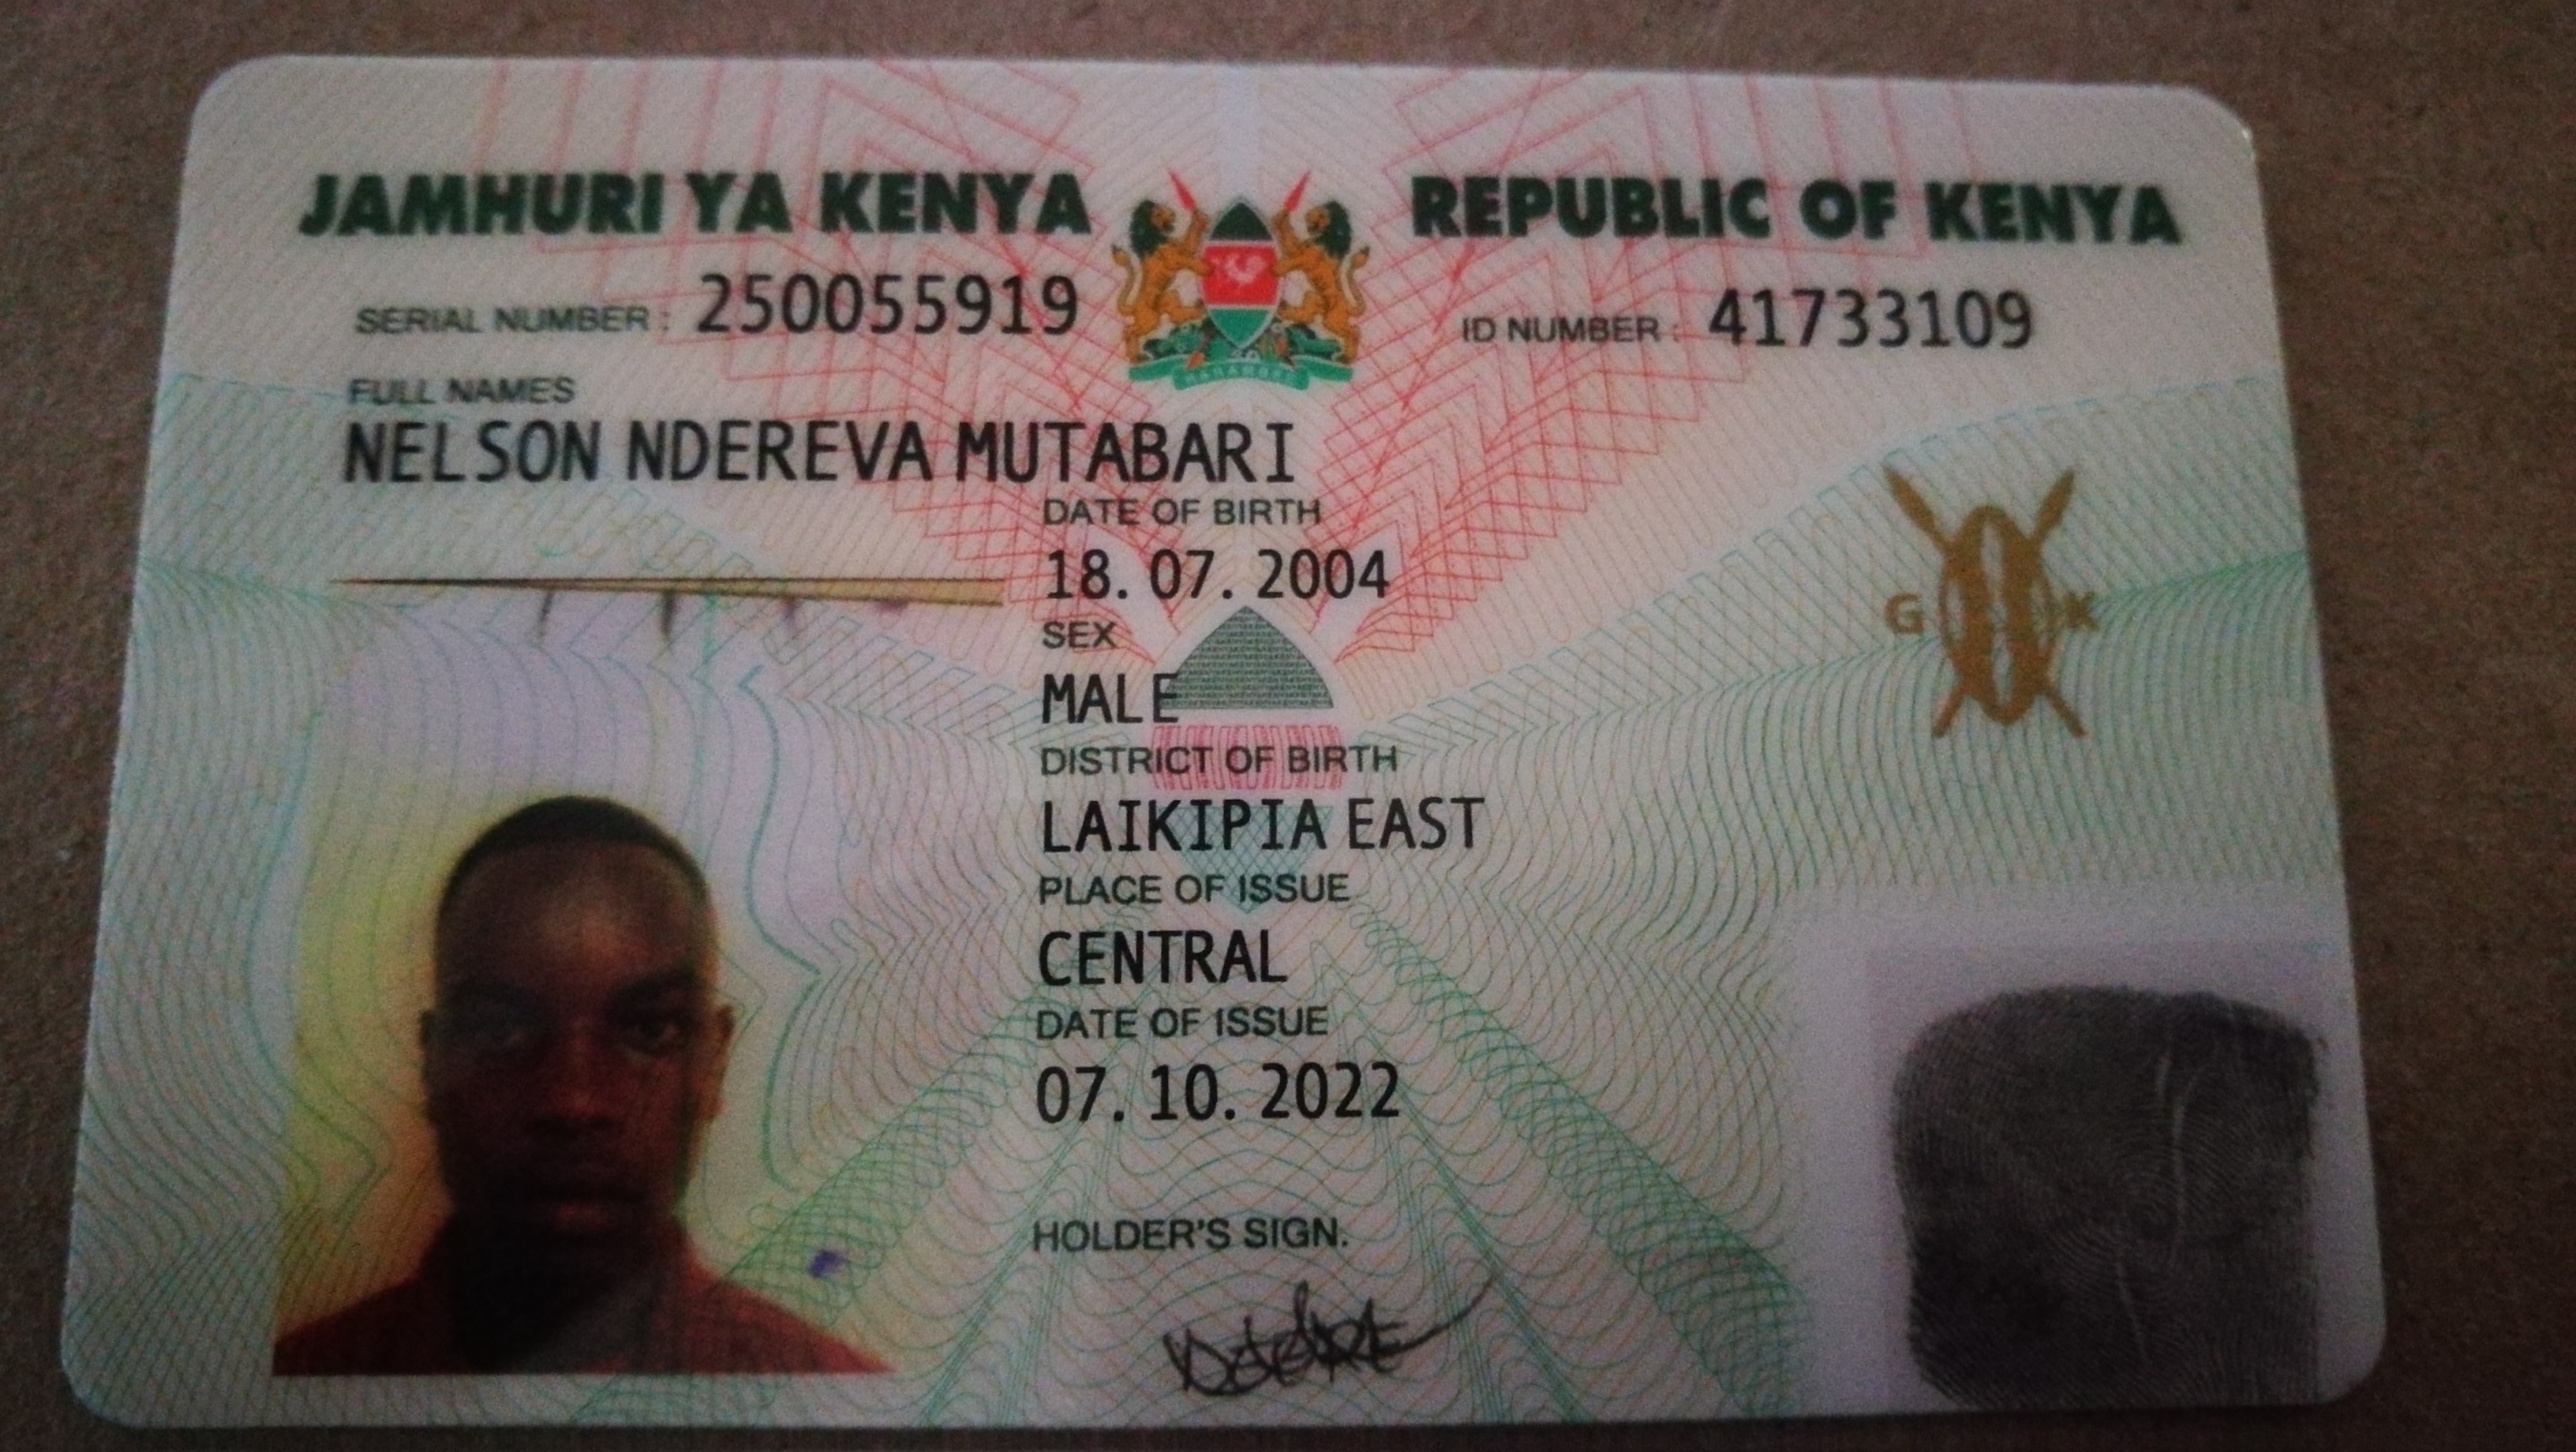 JAMHURI YA KENYA REPUBLIC OF KENYA
SERIAL NUMBER: 250055919 ID NUMBER: 41733109
HARAMBEE
FULL NAMES
NELSON NDEREVA MUTABARI
DATE OF BIRTH
18. 07. 2004
SEX
MALE
G K
DISTRICT OF BIRTH
LAIKIPIA EAST
PLACE OF ISSUE
CENTRAL
DATE OF ISSUE
07. 10. 2022
HOLDER'S SIGN.